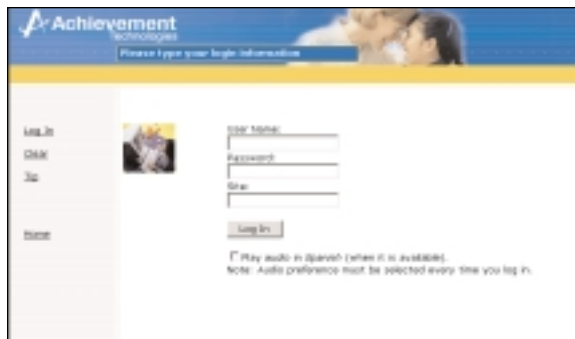 Achievement
Technologies
Please type your login information
Log In
Clear
Tip
Home
User Name:
Password:
Site:
Log In
Play audio in Spanish (when it is available).
Note: Audio preference must be selected every time you log in.